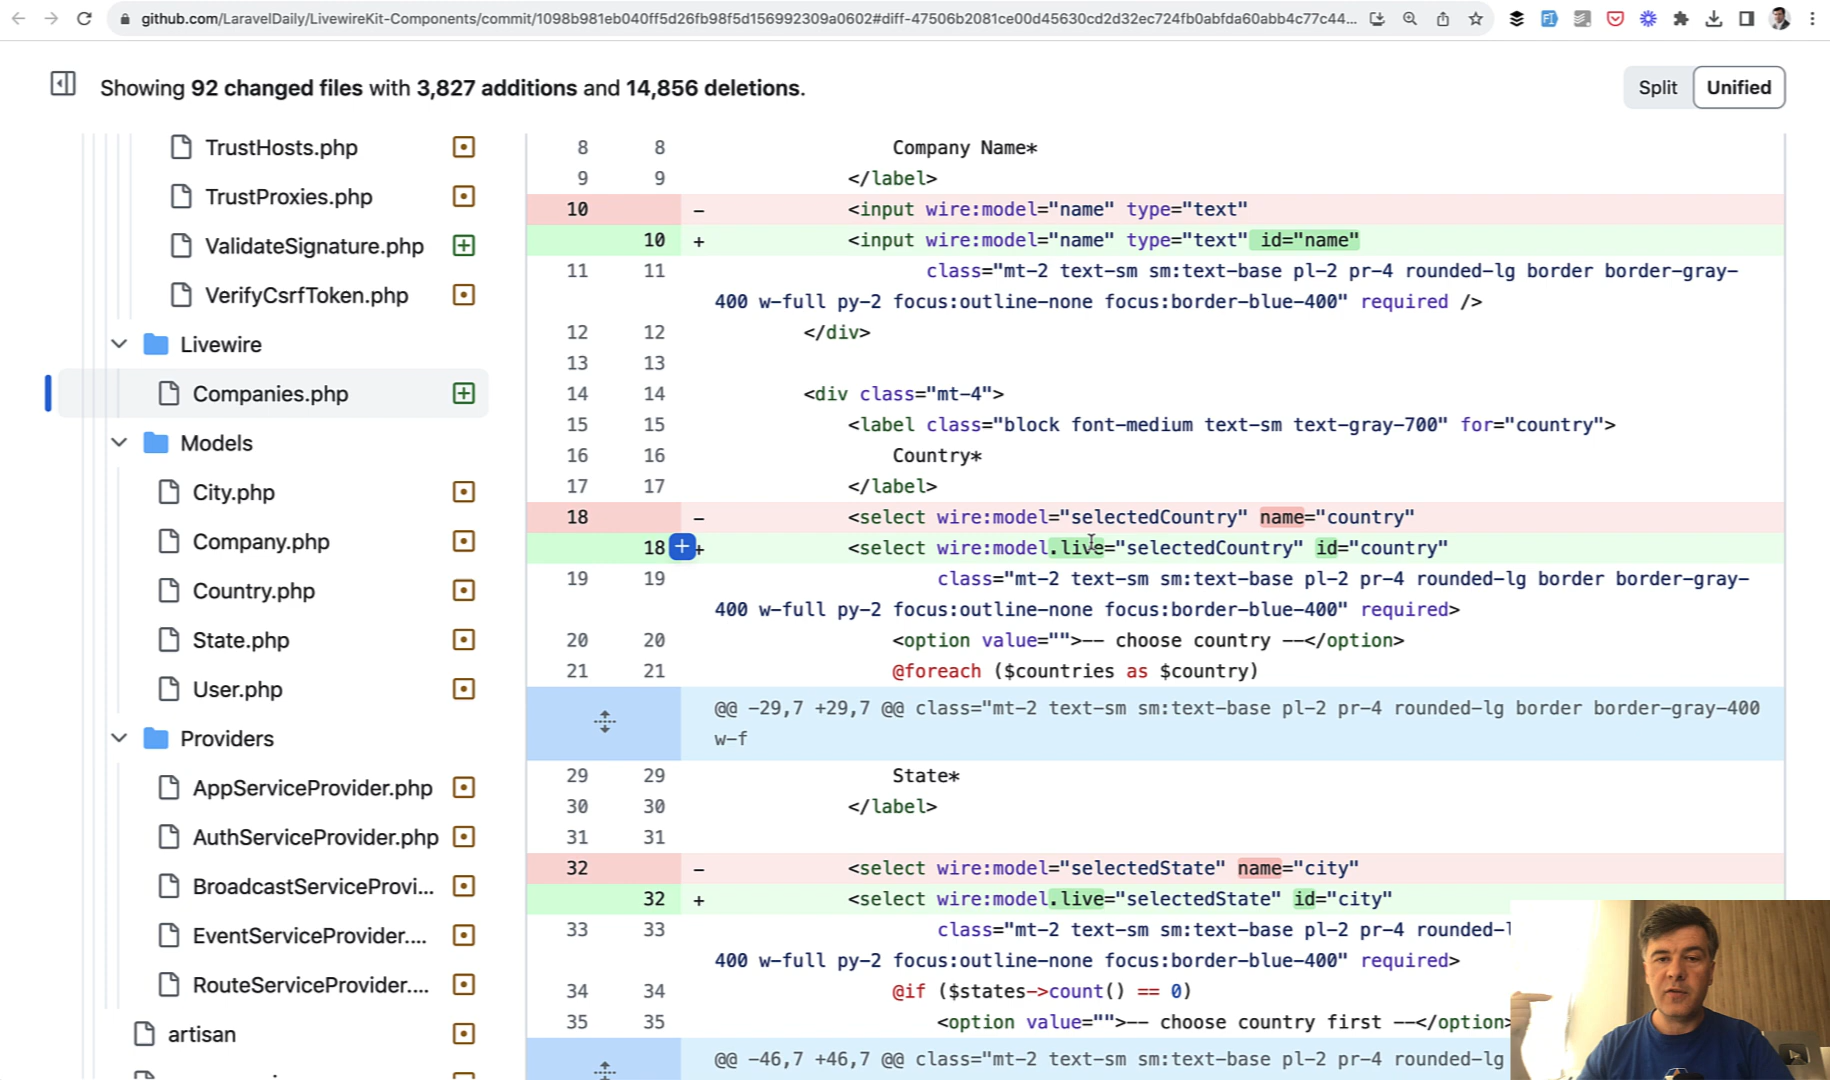 github.com/LaravelDaily/LivewireKit-Components/commit/1098b981eb040ff5d26fb98f5d156992309a0602#diff-47506b2081ce00d45630cd2d32ec724fb0abfda60abb4c77c44...
Showing 92 changed files with 3,827 additions and 14,856 deletions.
Split
Unified
TrustHosts.php
TrustProxies.php
ValidateSignature.php
VerifyCsrfToken.php
Livewire
Companies.php
Models
City.php
Company.php
Country.php
State.php
User.php
Providers
AppServiceProvider.php
AuthServiceProvider.php
BroadcastServiceProvi...
EventServiceProvider....
RouteServiceProvider....
artisan
8 8 Company Name*
9 9 </label>
10 - <input wire:model="name" type="text"
10 + <input wire:model="name" type="text" id="name"
11 11 class="mt-2 text-sm sm:text-base pl-2 pr-4 rounded-lg border border-gray-
400 w-full py-2 focus:outline-none focus:border-blue-400" required />
12 12 </div>
13 13
14 14 <div class="mt-4">
15 15 <label class="block font-medium text-sm text-gray-700" for="country">
16 16 Country*
17 17 </label>
18 - <select wire:model="selectedCountry" name="country"
18 + <select wire:model.live="selectedCountry" id="country"
19 19 class="mt-2 text-sm sm:text-base pl-2 pr-4 rounded-lg border border-gray-
400 w-full py-2 focus:outline-none focus:border-blue-400" required>
20 20 <option value="">-- choose country --</option>
21 21 @foreach ($countries as $country)
@@ -29,7 +29,7 @@ class="mt-2 text-sm sm:text-base pl-2 pr-4 rounded-lg border border-gray-400
w-f
29 29 State*
30 30 </label>
31 31
32 - <select wire:model="selectedState" name="city"
32 + <select wire:model.live="selectedState" id="city"
33 33 class="mt-2 text-sm sm:text-base pl-2 pr-4 rounded-l
400 w-full py-2 focus:outline-none focus:border-blue-400" required>
34 34 @if ($states->count() == 0)
35 35 <option value="">-- choose country first --</option>
@@ -46,7 +46,7 @@ class="mt-2 text-sm sm:text-base pl-2 pr-4 rounded-lg